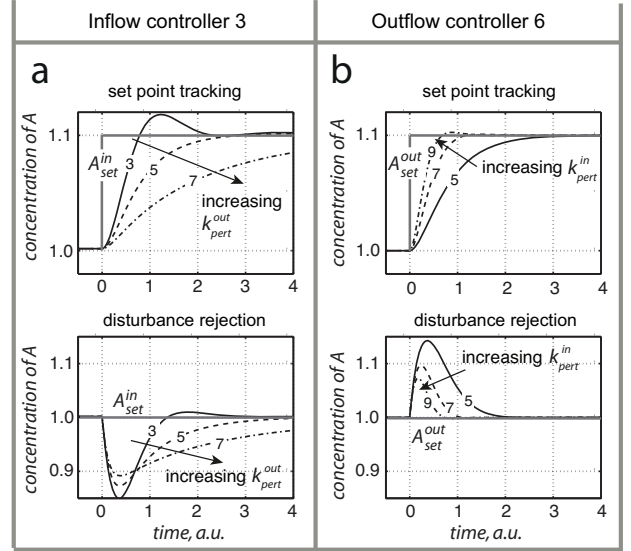 Inflow controller 3
Outflow controller 6
a
set point tracking
concentration of A
1.1
1.0
A_set^in
3
5
7
increasing
k_pert^out
0 1 2 3 4
disturbance rejection
concentration of A
1.1
1.0
0.9
A_set^in
3
5
7
increasing k_pert^out
0 1 2 3 4
time, a.u.
b
set point tracking
concentration of A
1.1
1.0
A_set^out
9
7
5
increasing k_pert^in
0 1 2 3 4
disturbance rejection
concentration of A
1.1
1.0
0.9
increasing k_pert^in
9
7
5
A_set^out
0 1 2 3 4
time, a.u.